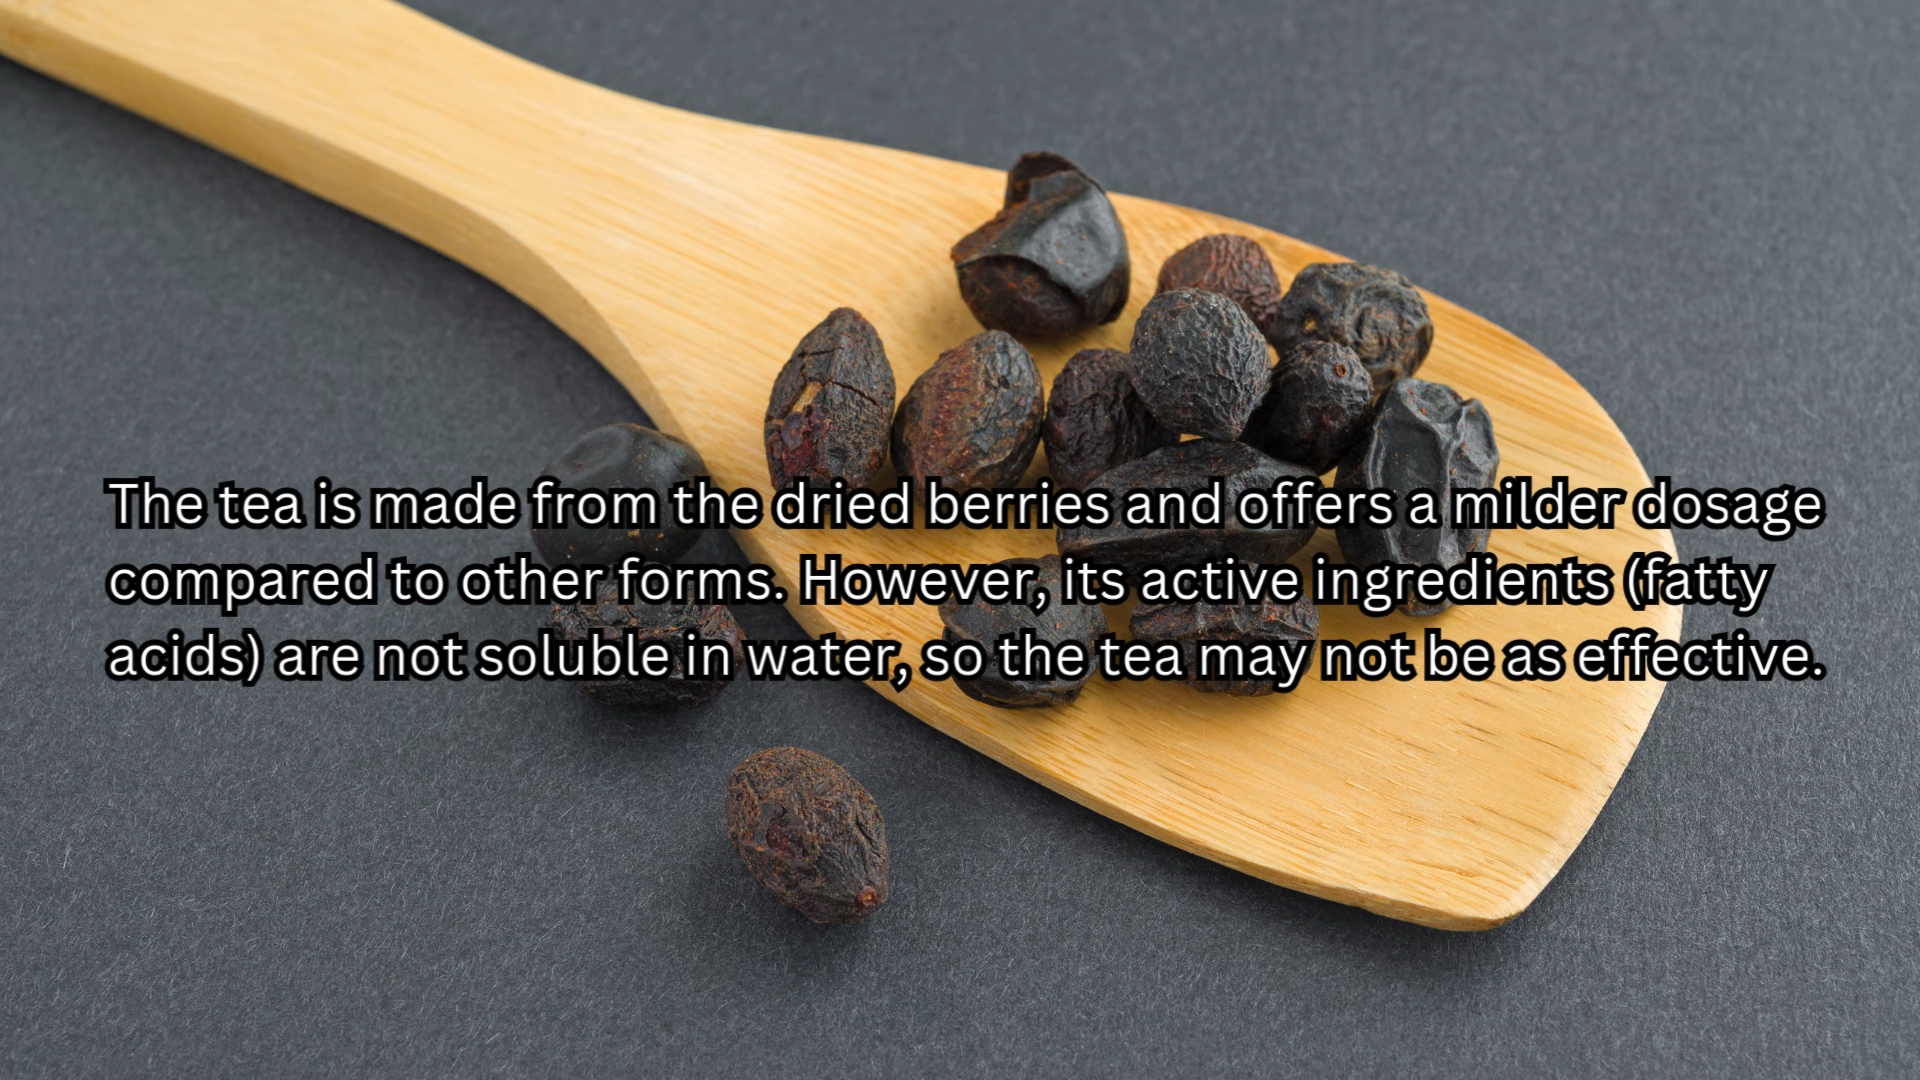 The tea is made from the dried berries and offers a milder dosage
compared to other forms. However, its active ingredients (fatty
acids) are not soluble in water, so the tea may not be as effective.